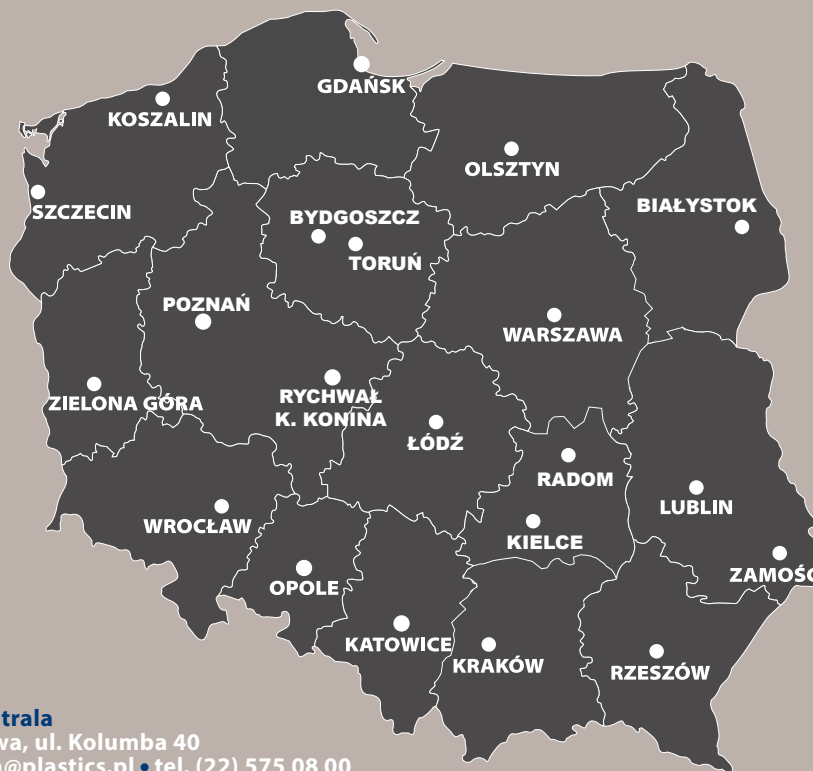 GDAŃSK
KOSZALIN
OLSZTYN
SZCZECIN
BIAŁYSTOK
BYDGOSZCZ
TORUŃ
POZNAŃ
WARSZAWA
RYCHWAŁ
K. KONINA
ZIELONA GÓRA
ŁÓDŹ
RADOM
LUBLIN
WROCŁAW
KIELCE
ZAMOŚĆ
OPOLE
KATOWICE
KRAKÓW
RZESZÓW
trala
wa, ul. Kolumba 40
@plastics.pl • tel. (22) 575 08 00